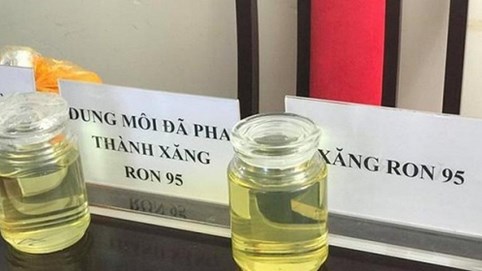 DUNG MÔI ĐÃ PHA
THÀNH XĂNG
RON 95
XĂNG RON 95